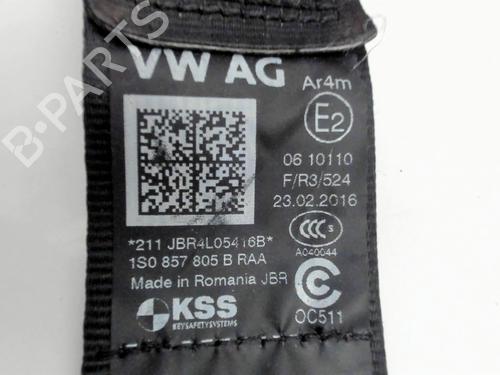 VW AG
Ar4m
E2
06 10110
F/R3/524
23.02.2016
CCC S
A040044
*211 JBR4L05416B*
1S0 857 805 B RAA
Made in Romania JBR
KSS
KEYSAFETYSYSTEMS
OC511
B-PARTS